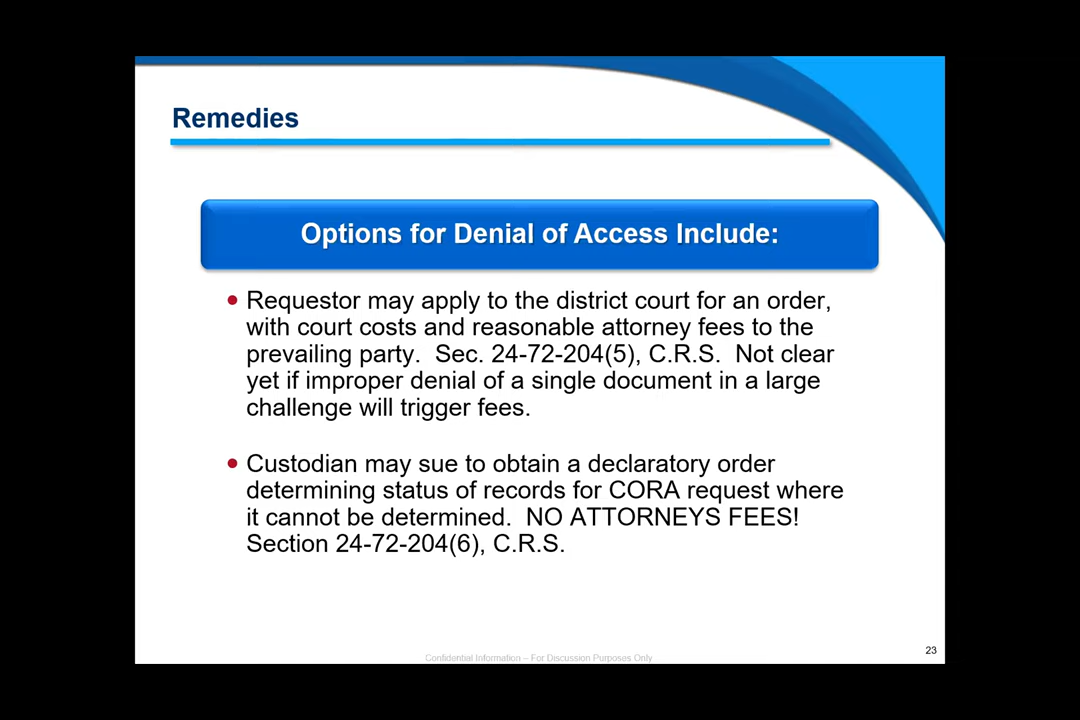 Remedies
Options for Denial of Access Include:
• Requestor may apply to the district court for an order,
with court costs and reasonable attorney fees to the
prevailing party.  Sec. 24-72-204(5), C.R.S.  Not clear
yet if improper denial of a single document in a large
challenge will trigger fees.
• Custodian may sue to obtain a declaratory order
determining status of records for CORA request where
it cannot be determined.  NO ATTORNEYS FEES!
Section 24-72-204(6), C.R.S.
23
Confidential Information – For Discussion Purposes Only